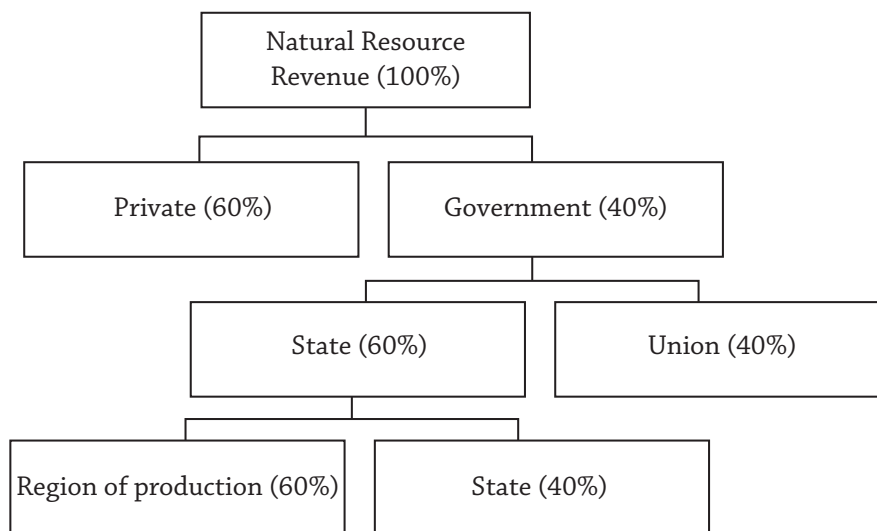 Natural Resource
Revenue (100%)
Private (60%)
Government (40%)
State (60%)
Union (40%)
Region of production (60%)
State (40%)